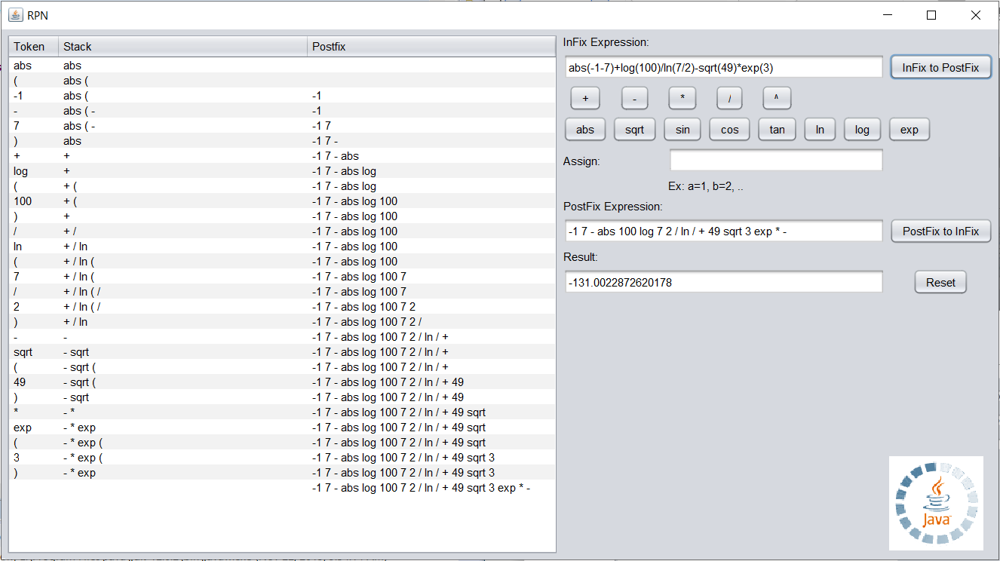 RPN
Token Stack Postfix
abs abs
( abs (
-1 abs ( -1
- abs ( - -1
7 abs ( - -1 7
) abs -1 7 -
+ + -1 7 - abs
log + -1 7 - abs log
( + ( -1 7 - abs log
100 + ( -1 7 - abs log 100
) + -1 7 - abs log 100
/ + / -1 7 - abs log 100
ln + / ln -1 7 - abs log 100
( + / ln ( -1 7 - abs log 100
7 + / ln ( -1 7 - abs log 100 7
/ + / ln ( / -1 7 - abs log 100 7
2 + / ln ( / -1 7 - abs log 100 7 2
) + / ln -1 7 - abs log 100 7 2 /
- - -1 7 - abs log 100 7 2 / ln / +
sqrt - sqrt -1 7 - abs log 100 7 2 / ln / +
( - sqrt ( -1 7 - abs log 100 7 2 / ln / +
49 - sqrt ( -1 7 - abs log 100 7 2 / ln / + 49
) - sqrt -1 7 - abs log 100 7 2 / ln / + 49
* - * -1 7 - abs log 100 7 2 / ln / + 49 sqrt
exp - * exp -1 7 - abs log 100 7 2 / ln / + 49 sqrt
( - * exp ( -1 7 - abs log 100 7 2 / ln / + 49 sqrt
3 - * exp ( -1 7 - abs log 100 7 2 / ln / + 49 sqrt 3
) - * exp -1 7 - abs log 100 7 2 / ln / + 49 sqrt 3
-1 7 - abs log 100 7 2 / ln / + 49 sqrt 3 exp * -
InFix Expression:
abs(-1-7)+log(100)/ln(7/2)-sqrt(49)*exp(3) InFix to PostFix
+ - * / ^
abs sqrt sin cos tan ln log exp
Assign:
Ex: a=1, b=2, ..
PostFix Expression:
-1 7 - abs 100 log 7 2 / ln / + 49 sqrt 3 exp * - PostFix to InFix
Result:
-131.0022872620178 Reset
Java